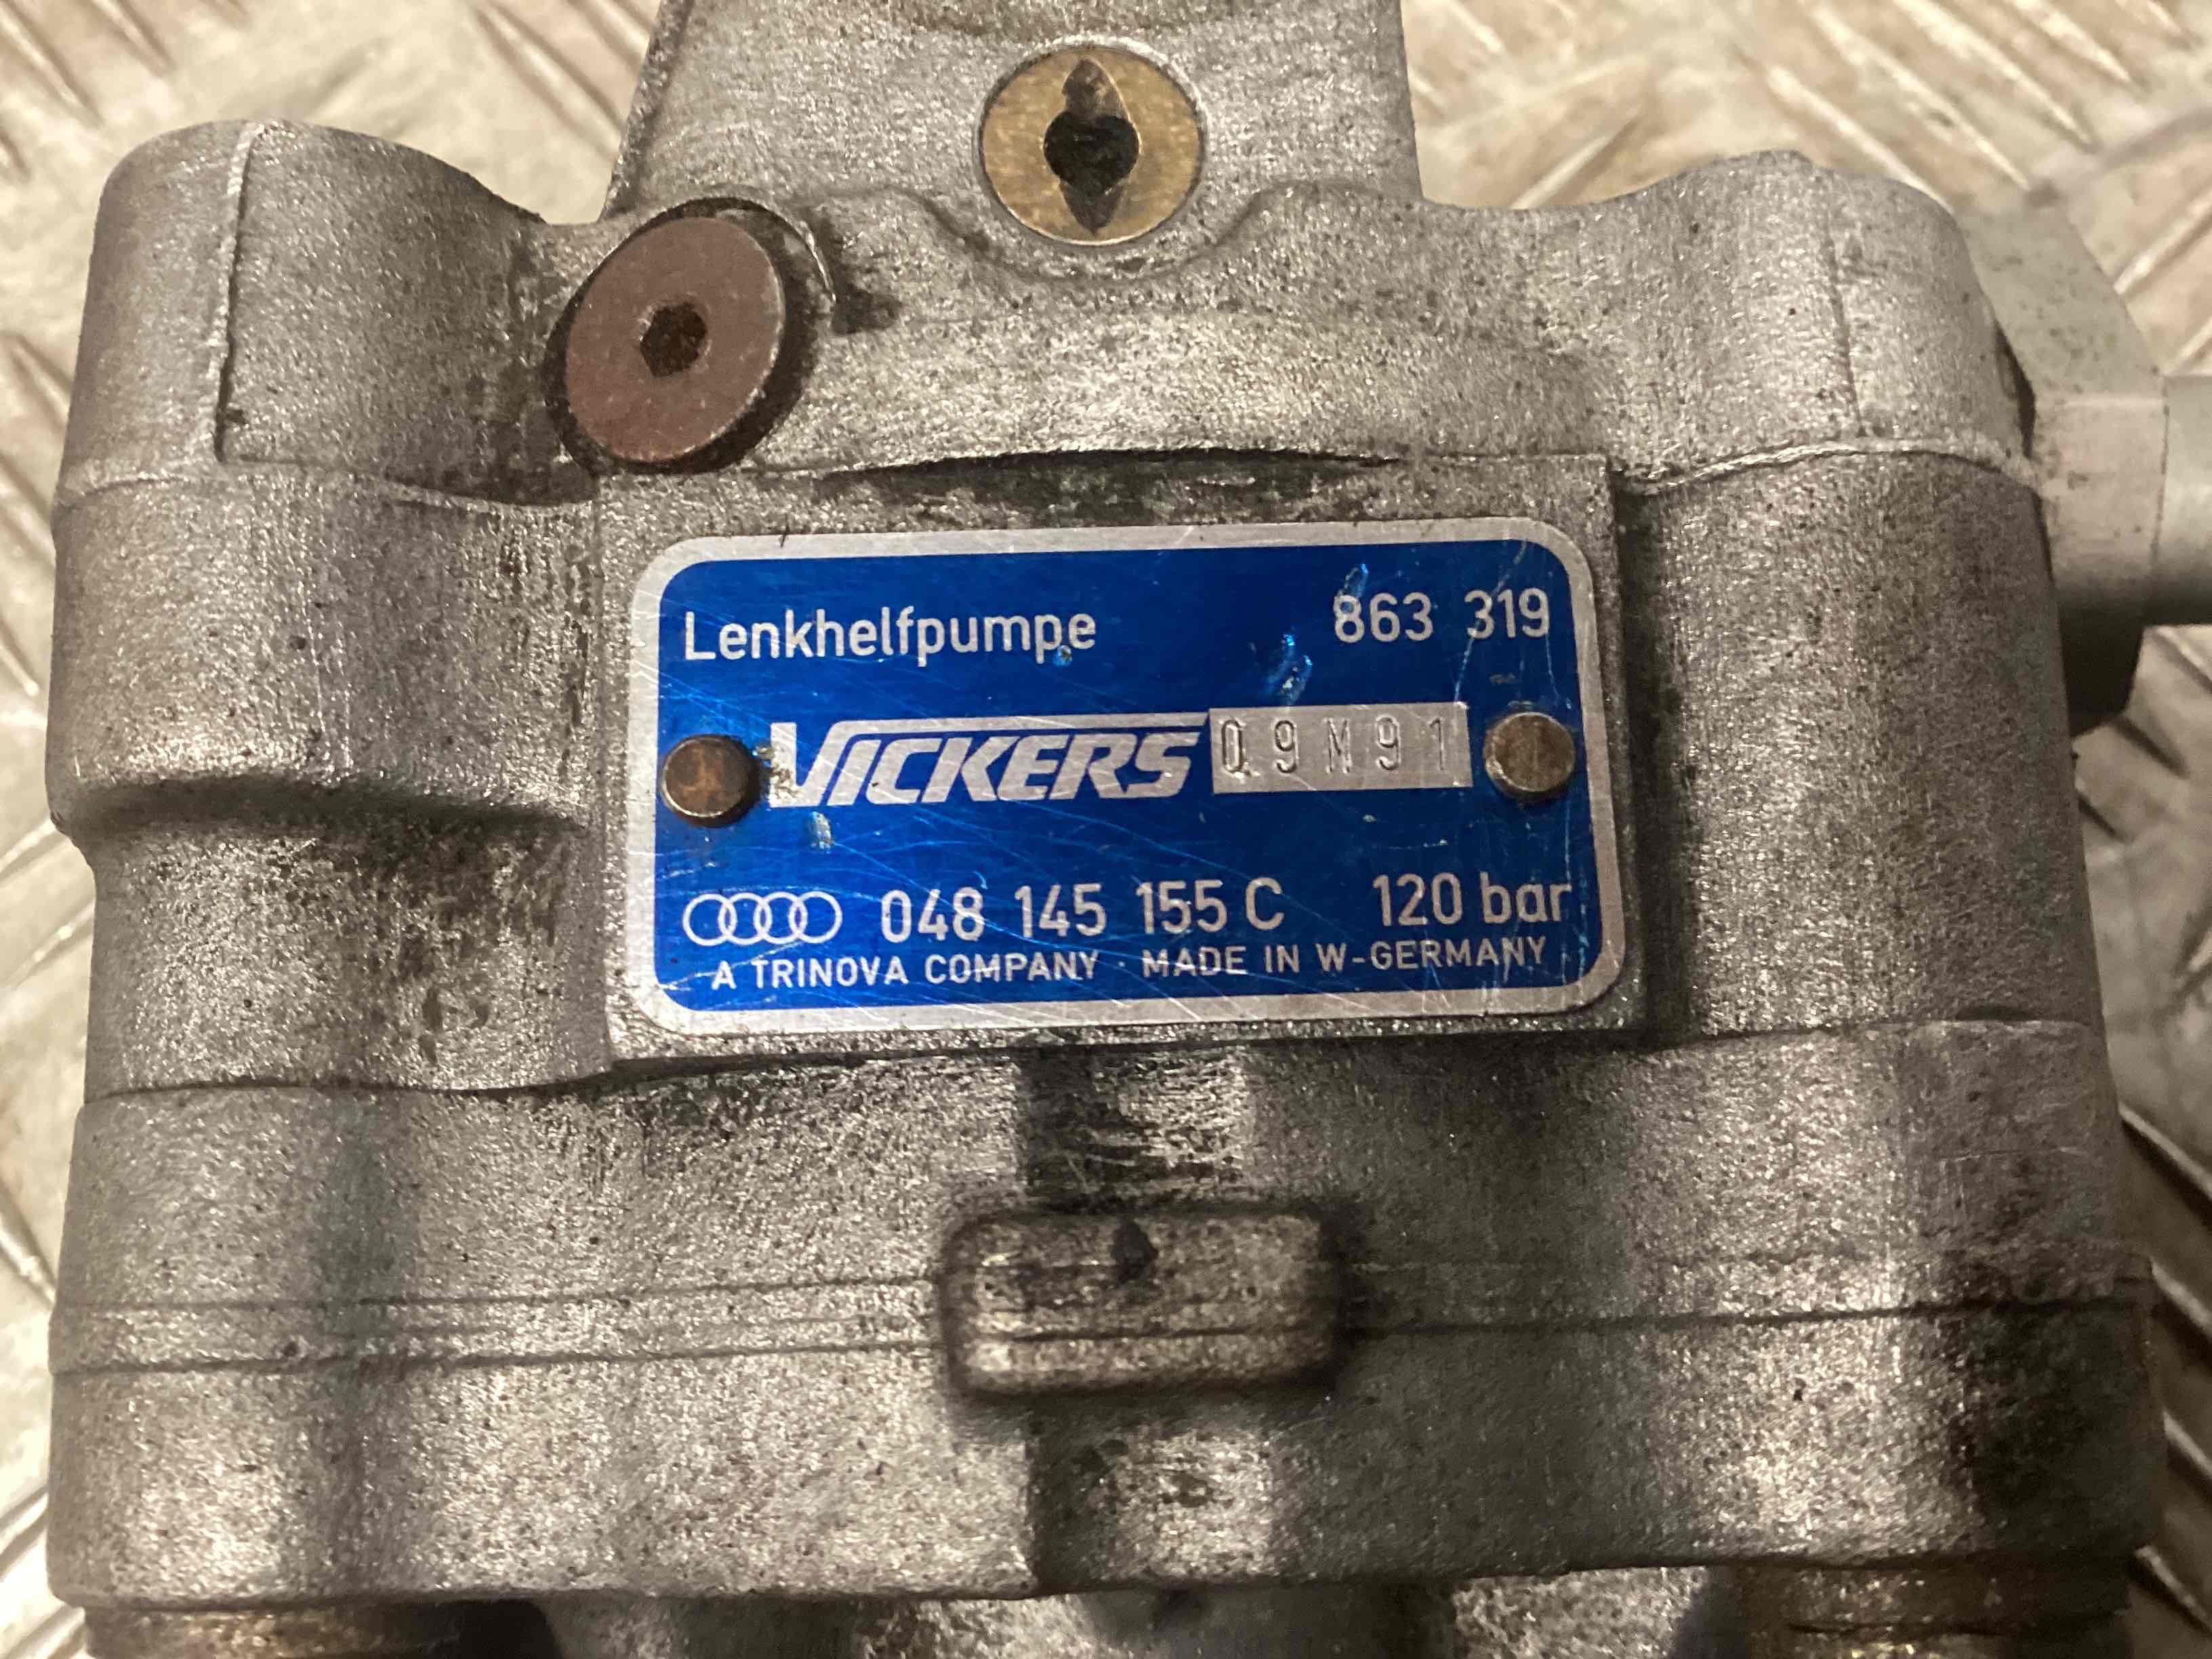 Lenkhelfpumpe 863 319
VICKERS Q9M91
048 145 155 C 120 bar
A TRINOVA COMPANY · MADE IN W-GERMANY